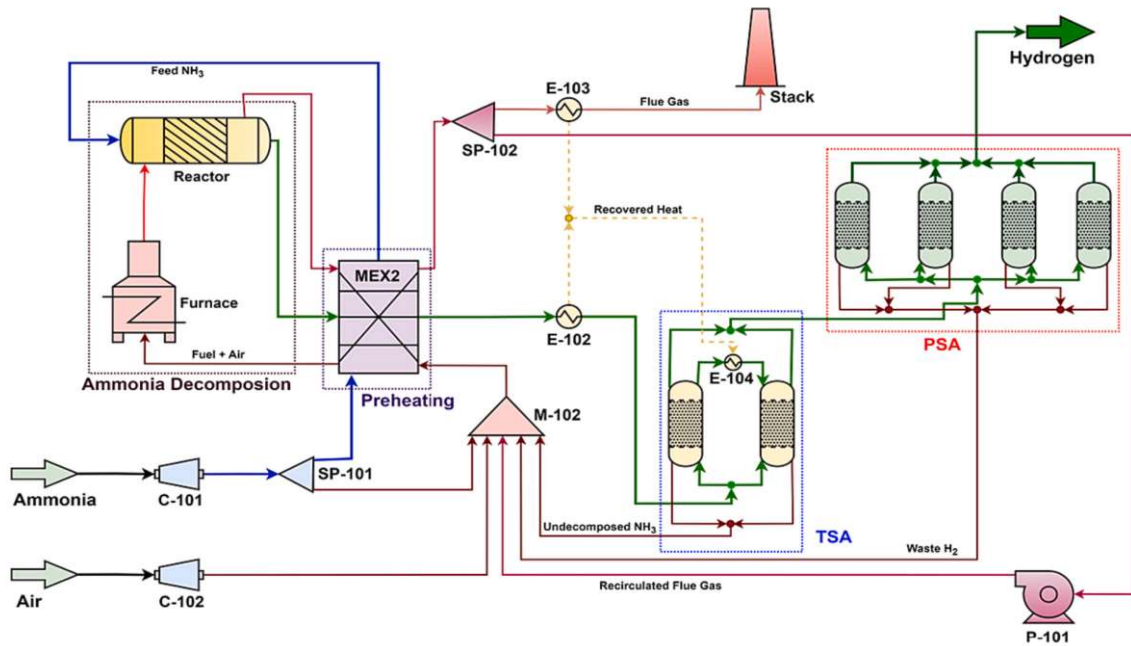 Feed NH₃
Reactor
Furnace
Fuel + Air
Ammonia Decomposion
MEX2
Preheating
SP-102
E-103
Flue Gas
Stack
Hydrogen
Recovered Heat
E-102
E-104
TSA
PSA
M-102
Ammonia
C-101
SP-101
Undecomposed NH₃
Waste H₂
Air
C-102
Recirculated Flue Gas
P-101